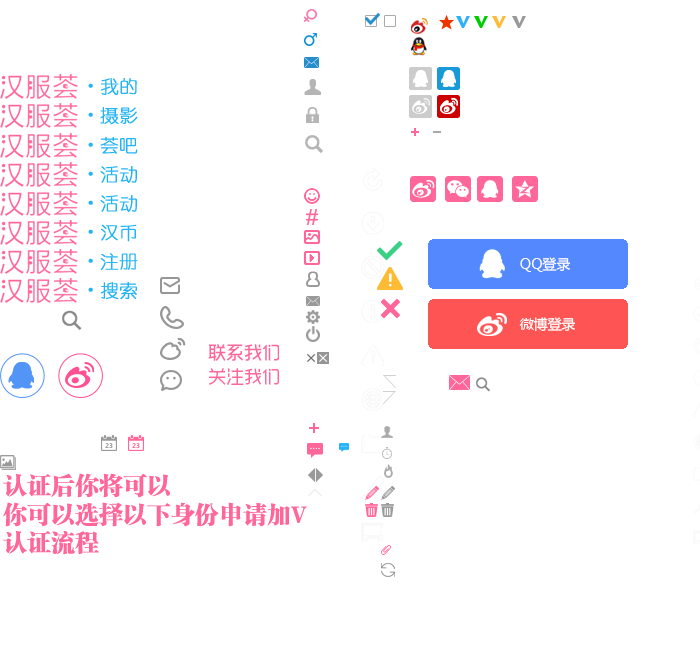 汉服荟·我的
汉服荟·摄影
汉服荟·荟吧
汉服荟·活动
汉服荟·活动
汉服荟·汉币
汉服荟·注册
汉服荟·搜索
联系我们
关注我们
QQ登录
微博登录
23
23
认证后你将可以
你可以选择以下身份申请加V
认证流程